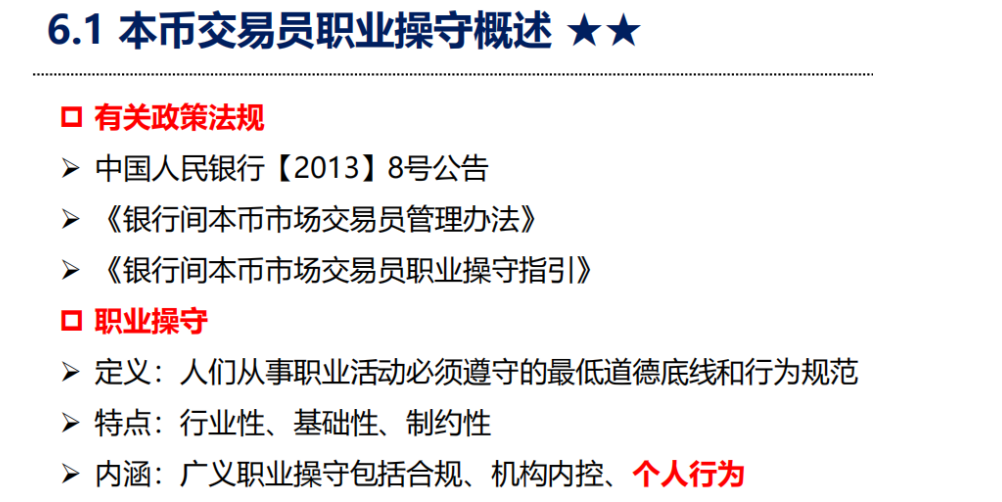 6.1 本币交易员职业操守概述 ★★
有关政策法规
中国人民银行【2013】8号公告
《银行间本币市场交易员管理办法》
《银行间本币市场交易员职业操守指引》
职业操守
定义：人们从事职业活动必须遵守的最低道德底线和行为规范
特点：行业性、基础性、制约性
内涵：广义职业操守包括合规、机构内控、个人行为